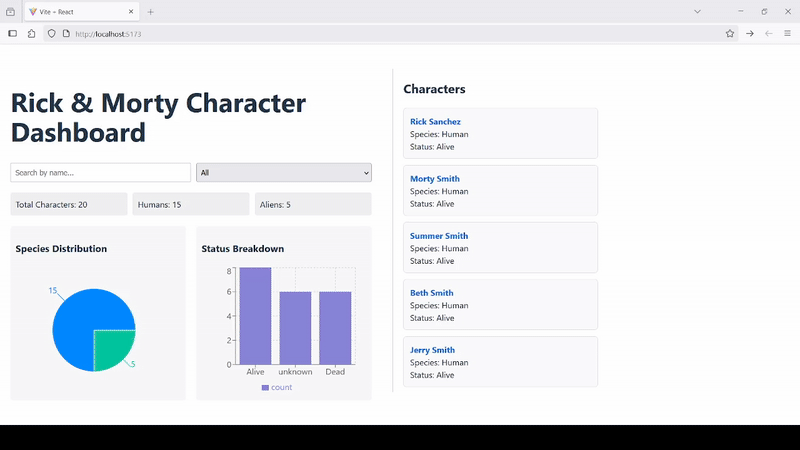 Vite + React
http://localhost:5173
Rick & Morty Character
Dashboard
Search by name...
All
Total Characters: 20
Humans: 15
Aliens: 5
Species Distribution
15
5
Status Breakdown
8
6
4
2
0
Alive
unknown
Dead
count
Characters
Rick Sanchez
Species: Human
Status: Alive
Morty Smith
Species: Human
Status: Alive
Summer Smith
Species: Human
Status: Alive
Beth Smith
Species: Human
Status: Alive
Jerry Smith
Species: Human
Status: Alive